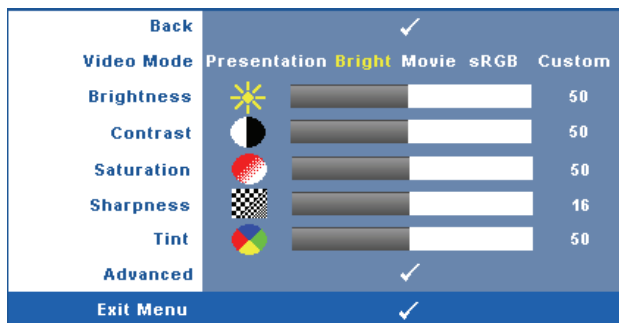 Back
Video Mode Presentation Bright Movie sRGB Custom
Brightness 50
Contrast 50
Saturation 50
Sharpness 16
Tint 50
Advanced
Exit Menu